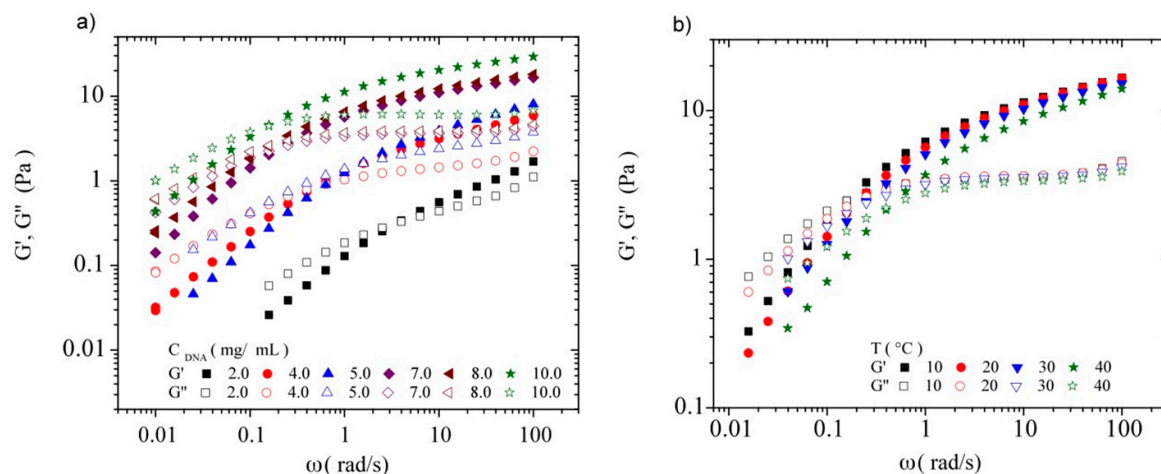 a)
G', G'' (Pa)
10
1
0.1
0.01
C DNA ( mg/ mL)
G' 2.0 4.0 5.0 7.0 8.0 10.0
G'' 2.0 4.0 5.0 7.0 8.0 10.0
0.01 0.1 1 10 100
ω( rad/s)
b)
G', G'' (Pa)
10
1
0.1
T ( °C)
G' 10 20 30 40
G'' 10 20 30 40
0.01 0.1 1 10 100
ω( rad/s)